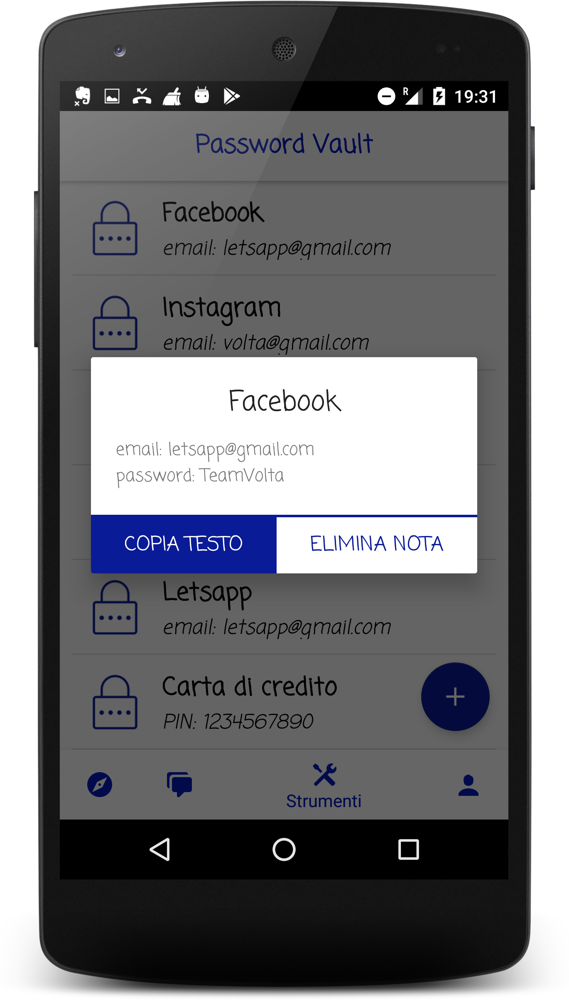 R 19:31
Password Vault
Facebook
email: letsapp@gmail.com
Instagram
email: volta@gmail.com
Facebook
email: letsapp@gmail.com
password: TeamVolta
COPIA TESTO ELIMINA NOTA
Letsapp
email: letsapp@gmail.com
Carta di credito
PIN: 1234567890
Strumenti